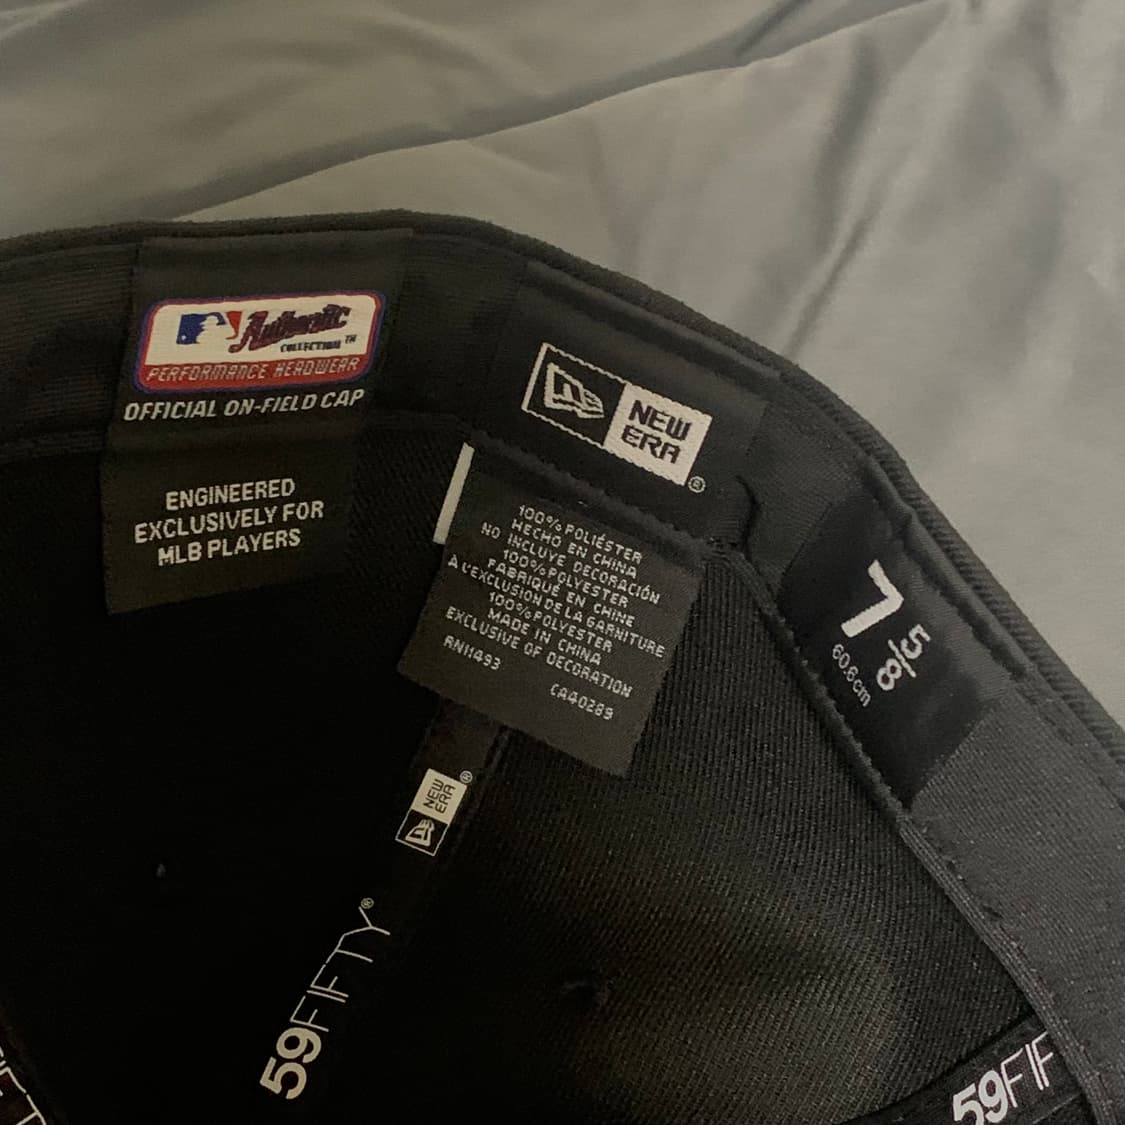 Authentic
COLLECTION™
PERFORMANCE HEADWEAR
OFFICIAL ON-FIELD CAP
ENGINEERED
EXCLUSIVELY FOR
MLB PLAYERS
NEW
ERA®
100% POLIÉSTER
HECHO EN CHINA
NO INCLUYE DECORACIÓN
100% POLYESTER
FABRIQUÉ EN CHINE
À L'EXCLUSION DE LA GARNITURE
100% POLYESTER
MADE IN CHINA
EXCLUSIVE OF DECORATION
RN11493
CA40289
7 5/8
60.6cm
NEW
ERA®
59FIFTY®
59FIF